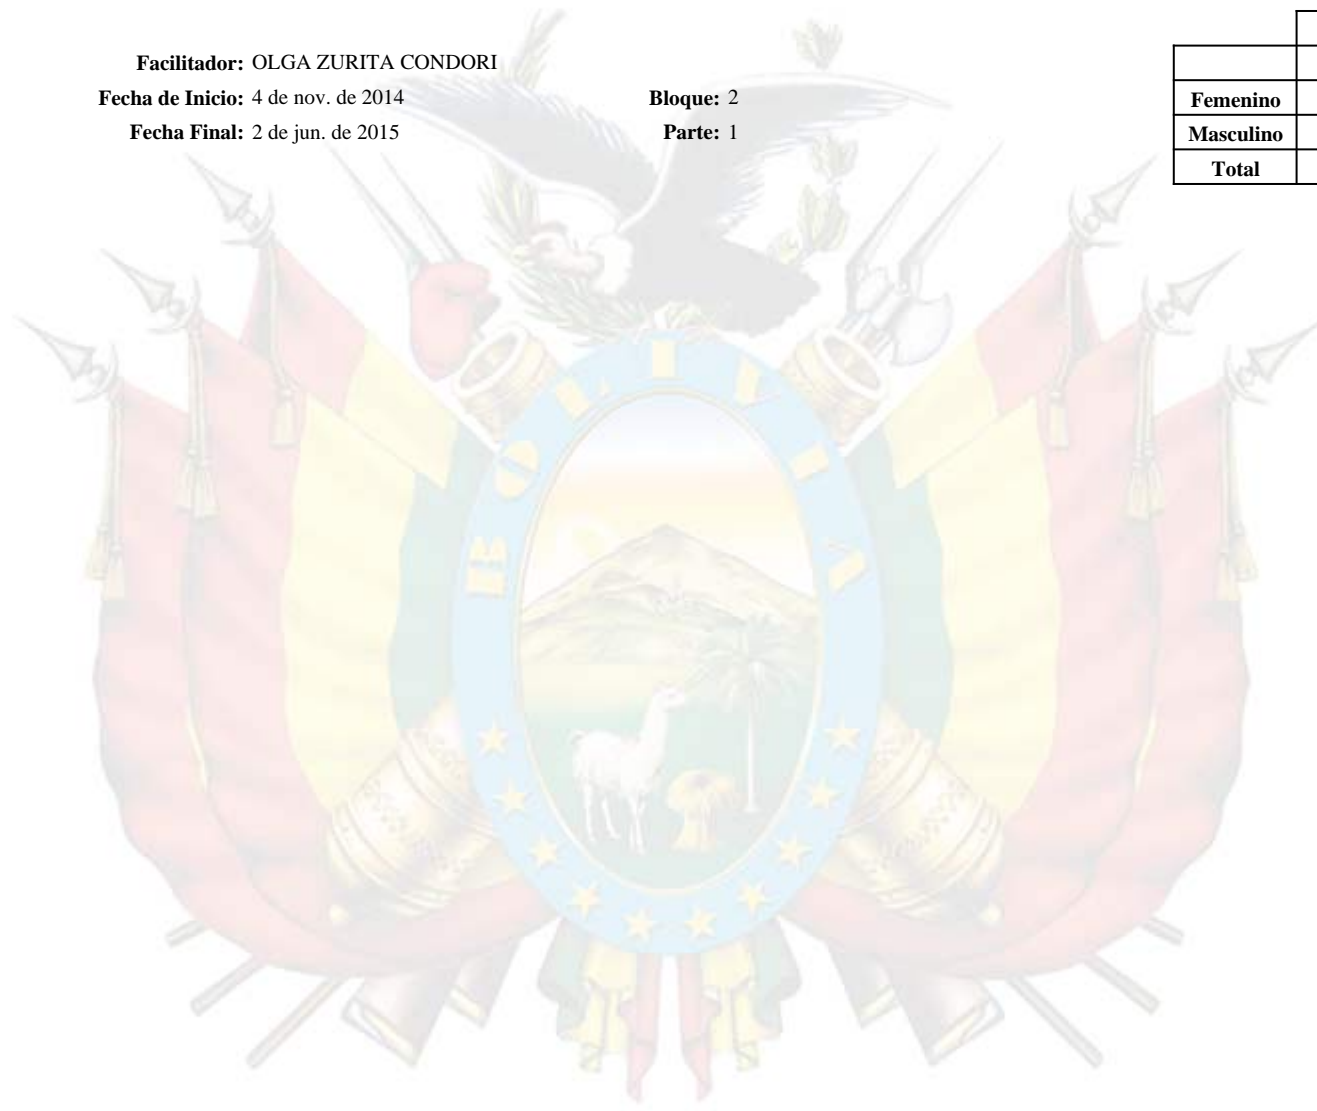 Facilitador: OLGA ZURITA CONDORI
Fecha de Inicio: 4 de nov. de 2014 Bloque: 2
Fecha Final: 2 de jun. de 2015 Parte: 1
Femenino
Masculino
Total
BOLIVIA